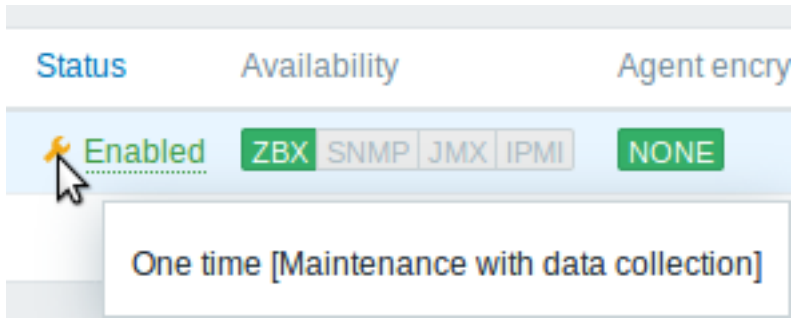 Status Availability Agent encry
Enabled ZBX SNMP JMX IPMI NONE
One time [Maintenance with data collection]